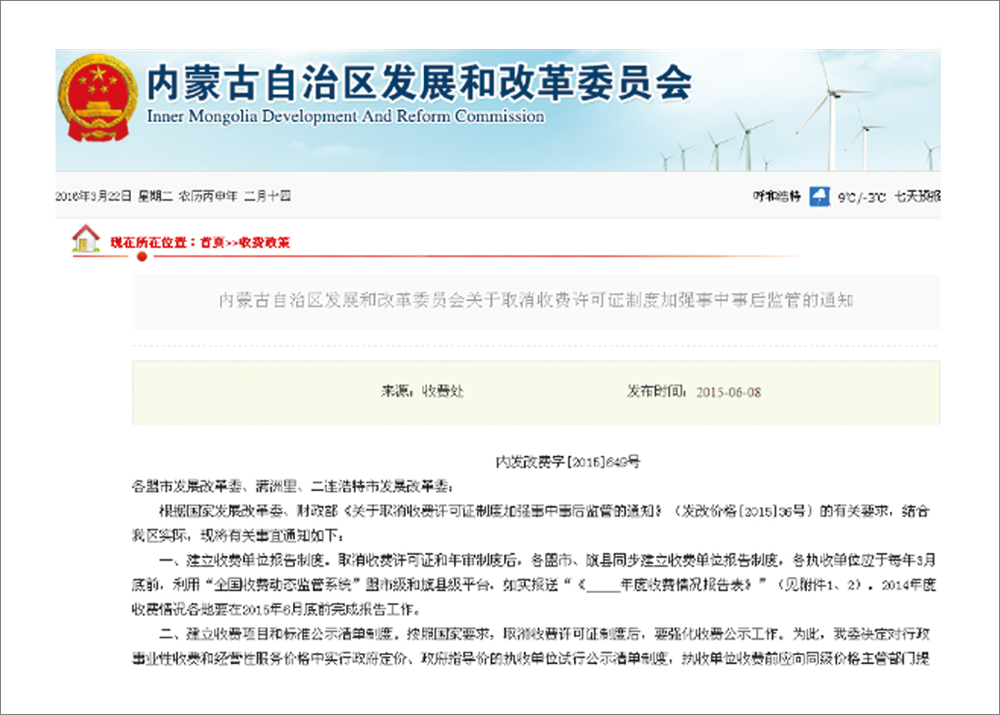 内蒙古自治区发展和改革委员会
Inner Mongolia Development And Reform Commission
2016年3月22日 星期二 农历丙申年 二月十四
呼和浩特 9℃/-3℃ 七天预报
现在所在位置：首页>>收费政策
内蒙古自治区发展和改革委员会关于取消收费许可证制度加强事中事后监管的通知
来源：收费处 发布时间：2015-06-08
内发改费字[2015]649号
各盟市发展改革委、满洲里、二连浩特市发展改革委：
根据国家发展改革委、财政部《关于取消收费许可证制度加强事中事后监管的通知》（发改价格[2015]36号）的有关要求，结合
我区实际，现将有关事宜通知如下：
一、建立收费单位报告制度。取消收费许可证和年审制度后，各盟市、旗县同步建立收费单位报告制度，各执收单位应于每年3月
底前，利用“全国收费动态监管系统”盟市级和旗县级平台，如实报送“《_____年度收费情况报告表》”（见附件1、2）。2014年度
收费情况各地要在2015年6月底前完成报告工作。
二、建立收费项目和标准公示清单制度。按照国家要求，取消收费许可证制度后，要强化收费公示工作。为此，我委决定对行政
事业性收费和经营性服务价格中实行政府定价、政府指导价的执收单位试行公示清单制度，执收单位收费前应向同级价格主管部门提